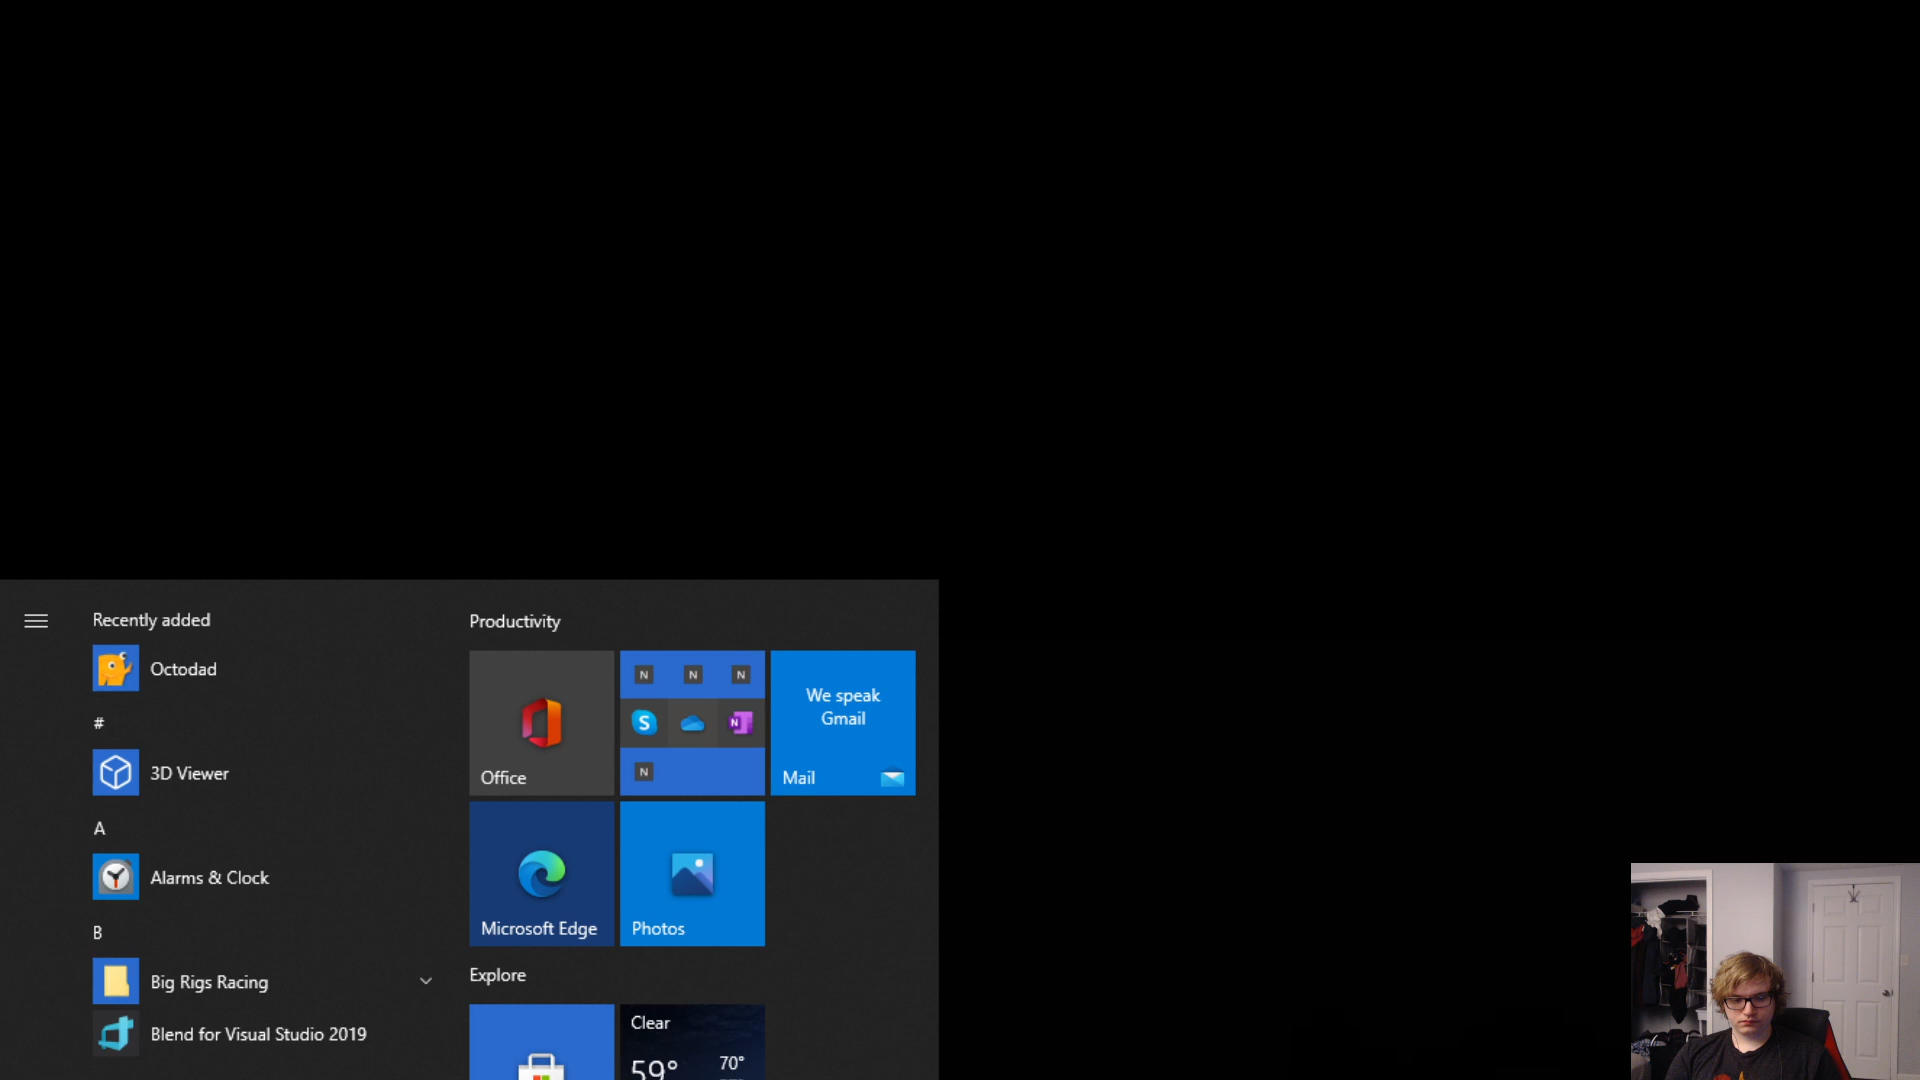 Recently added
Octodad
#
3D Viewer
A
Alarms & Clock
B
Big Rigs Racing
Blend for Visual Studio 2019
Productivity
Office
N N N
S N
N
We speak
Gmail
Mail
Microsoft Edge
Photos
Explore
Clear
59° 70°